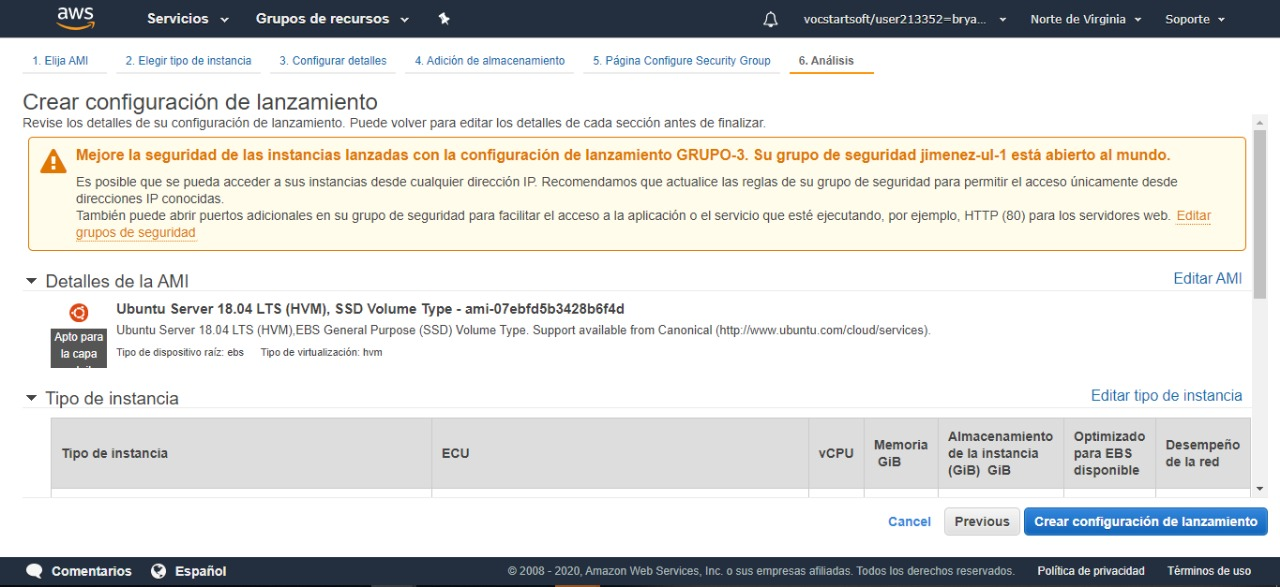 aws Servicios Grupos de recursos vocstartsoft/user213352=brya... Norte de Virginia Soporte
1. Elija AMI 2. Elegir tipo de instancia 3. Configurar detalles 4. Adición de almacenamiento 5. Página Configure Security Group 6. Análisis
Crear configuración de lanzamiento
Revise los detalles de su configuración de lanzamiento. Puede volver para editar los detalles de cada sección antes de finalizar.
Mejore la seguridad de las instancias lanzadas con la configuración de lanzamiento GRUPO-3. Su grupo de seguridad jimenez-ul-1 está abierto al mundo.
Es posible que se pueda acceder a sus instancias desde cualquier dirección IP. Recomendamos que actualice las reglas de su grupo de seguridad para permitir el acceso únicamente desde
direcciones IP conocidas.
También puede abrir puertos adicionales en su grupo de seguridad para facilitar el acceso a la aplicación o el servicio que esté ejecutando, por ejemplo, HTTP (80) para los servidores web. Editar
grupos de seguridad
Detalles de la AMI Editar AMI
Ubuntu Server 18.04 LTS (HVM), SSD Volume Type - ami-07ebfd5b3428b6f4d
Apto para
la capa
Ubuntu Server 18.04 LTS (HVM),EBS General Purpose (SSD) Volume Type. Support available from Canonical (http://www.ubuntu.com/cloud/services).
Tipo de dispositivo raíz: ebs Tipo de virtualización: hvm
Tipo de instancia Editar tipo de instancia
Tipo de instancia
ECU
vCPU
Memoria
GiB
Almacenamiento
de la instancia
(GiB) GiB
Optimizado
para EBS
disponible
Desempeño
de la red
Cancel Previous Crear configuración de lanzamiento
Comentarios Español © 2008 - 2020, Amazon Web Services, Inc. o sus empresas afiliadas. Todos los derechos reservados. Política de privacidad Términos de uso